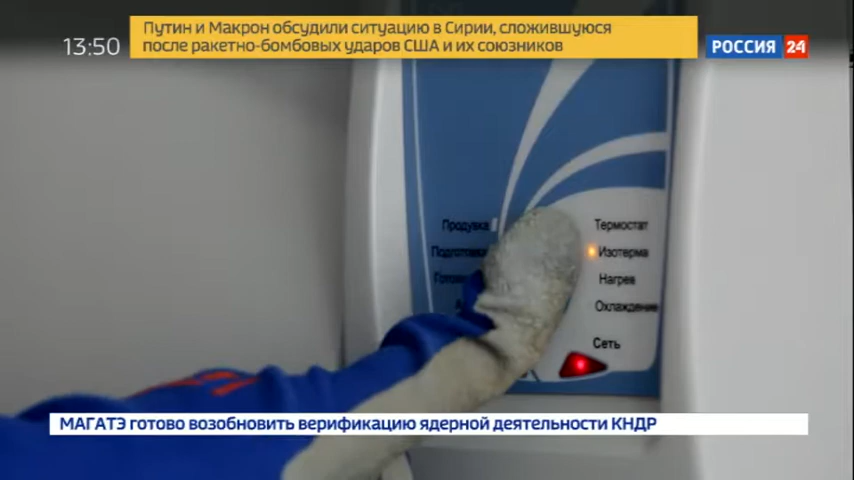 13:50
Путин и Макрон обсудили ситуацию в Сирии, сложившуюся
после ракетно-бомбовых ударов США и их союзников
РОССИЯ 24
Продувка
Термостат
Изотерма
Нагрев
Охлаждение
Сеть
МАГАТЭ готово возобновить верификацию ядерной деятельности КНДР